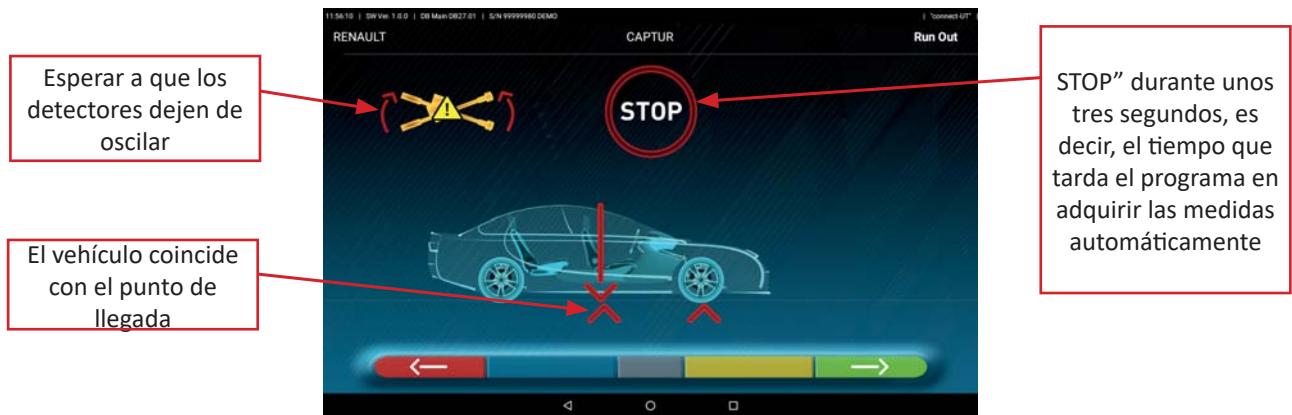 11:56:10 | SW Ver. 1.0.0 | DB Main DB27.01 | S/N 99999980 DEMO | "connect-UT" |
RENAULT CAPTUR Run Out
Esperar a que los
detectores dejen de
oscilar
STOP
STOP” durante unos
tres segundos, es
decir, el tiempo que
tarda el programa en
adquirir las medidas
automáticamente
El vehículo coincide
con el punto de
llegada